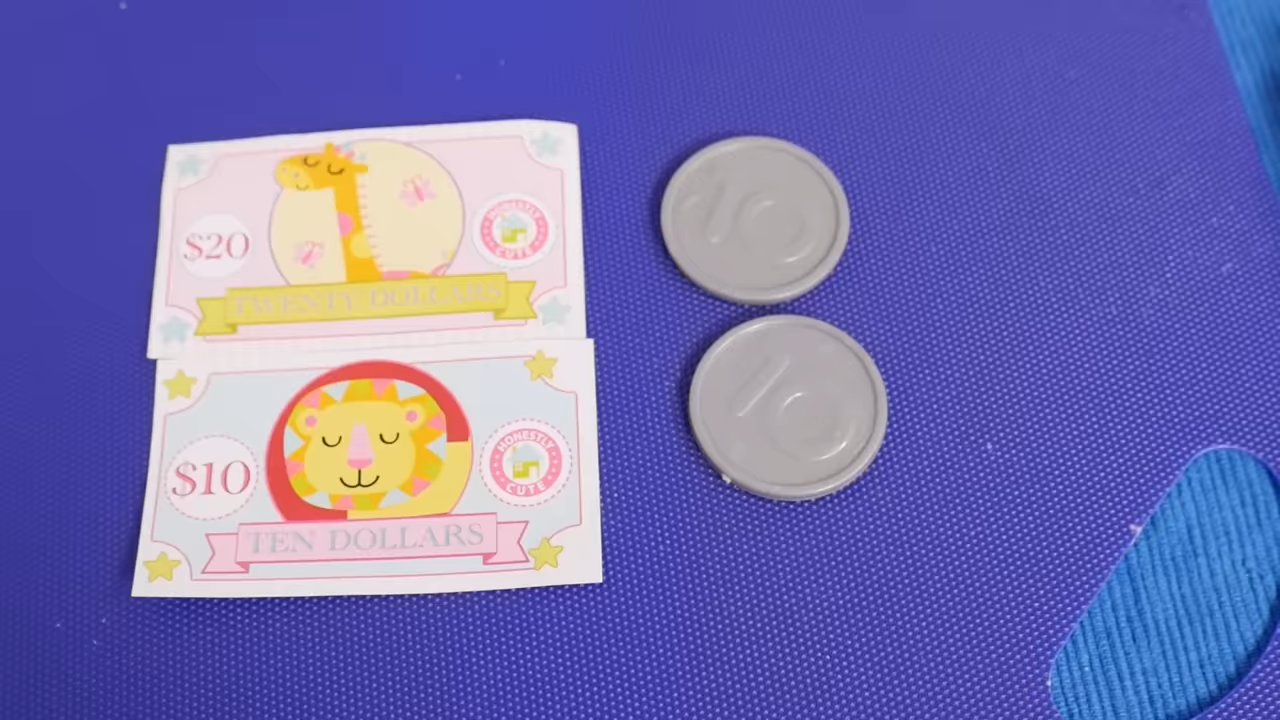 $20
HONESTLY
CUTE
TWENTY DOLLARS
$10
HONESTLY
CUTE
TEN DOLLARS
10
10